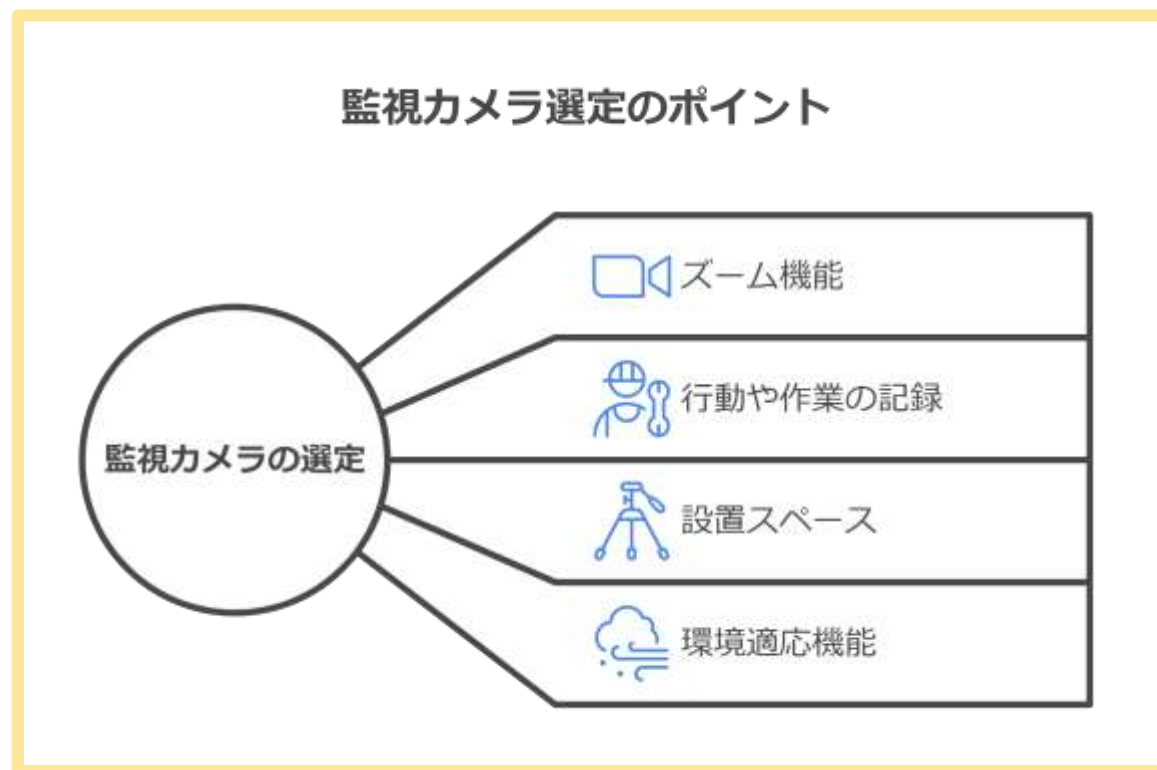 監視カメラ選定のポイント
監視カメラの選定
ズーム機能
行動や作業の記録
設置スペース
環境適応機能